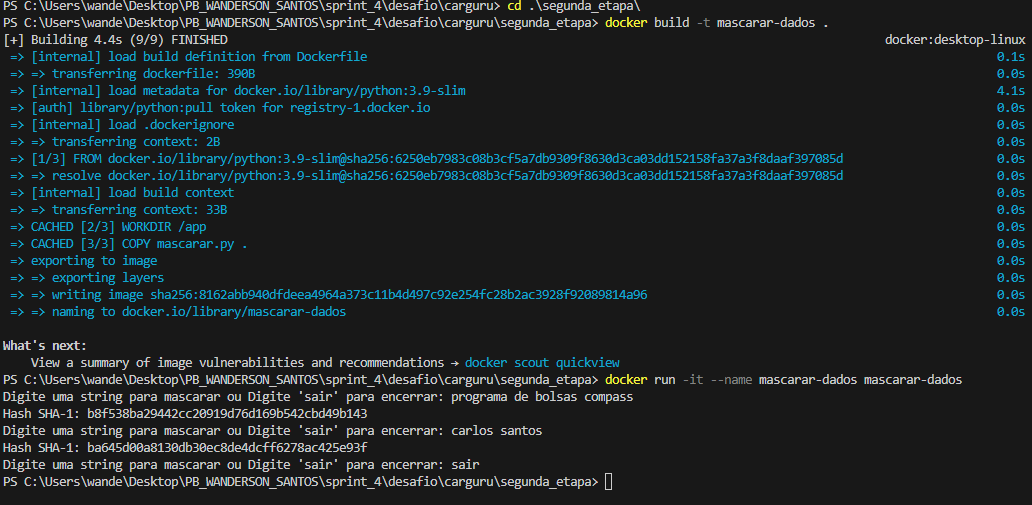 PS C:\Users\wande\Desktop\PB_WANDERSON_SANTOS\sprint_4\desafio\carguru> cd .\segunda_etapa\
PS C:\Users\wande\Desktop\PB_WANDERSON_SANTOS\sprint_4\desafio\carguru\segunda_etapa> docker build -t mascarar-dados .
[+] Building 4.4s (9/9) FINISHED docker:desktop-linux
=> [internal] load build definition from Dockerfile 0.1s
=> => transferring dockerfile: 390B 0.0s
=> [internal] load metadata for docker.io/library/python:3.9-slim 4.1s
=> [auth] library/python:pull token for registry-1.docker.io 0.0s
=> [internal] load .dockerignore 0.0s
=> => transferring context: 2B 0.0s
=> [1/3] FROM docker.io/library/python:3.9-slim@sha256:6250eb7983c08b3cf5a7db9309f8630d3ca03dd152158fa37a3f8daaf397085d 0.0s
=> => resolve docker.io/library/python:3.9-slim@sha256:6250eb7983c08b3cf5a7db9309f8630d3ca03dd152158fa37a3f8daaf397085d 0.0s
=> [internal] load build context 0.0s
=> => transferring context: 33B 0.0s
=> CACHED [2/3] WORKDIR /app 0.0s
=> CACHED [3/3] COPY mascarar.py . 0.0s
=> exporting to image 0.0s
=> => exporting layers 0.0s
=> => writing image sha256:8162abb940dfdeea4964a373c11b4d497c92e254fc28b2ac3928f92089814a96 0.0s
=> => naming to docker.io/library/mascarar-dados 0.0s
What's next:
View a summary of image vulnerabilities and recommendations → docker scout quickview
PS C:\Users\wande\Desktop\PB_WANDERSON_SANTOS\sprint_4\desafio\carguru\segunda_etapa> docker run -it --name mascarar-dados mascarar-dados
Digite uma string para mascarar ou Digite 'sair' para encerrar: programa de bolsas compass
Hash SHA-1: b8f538ba29442cc20919d76d169b542cbd49b143
Digite uma string para mascarar ou Digite 'sair' para encerrar: carlos santos
Hash SHA-1: ba645d00a8130db30ec8de4dcff6278ac425e93f
Digite uma string para mascarar ou Digite 'sair' para encerrar: sair
PS C:\Users\wande\Desktop\PB_WANDERSON_SANTOS\sprint_4\desafio\carguru\segunda_etapa>